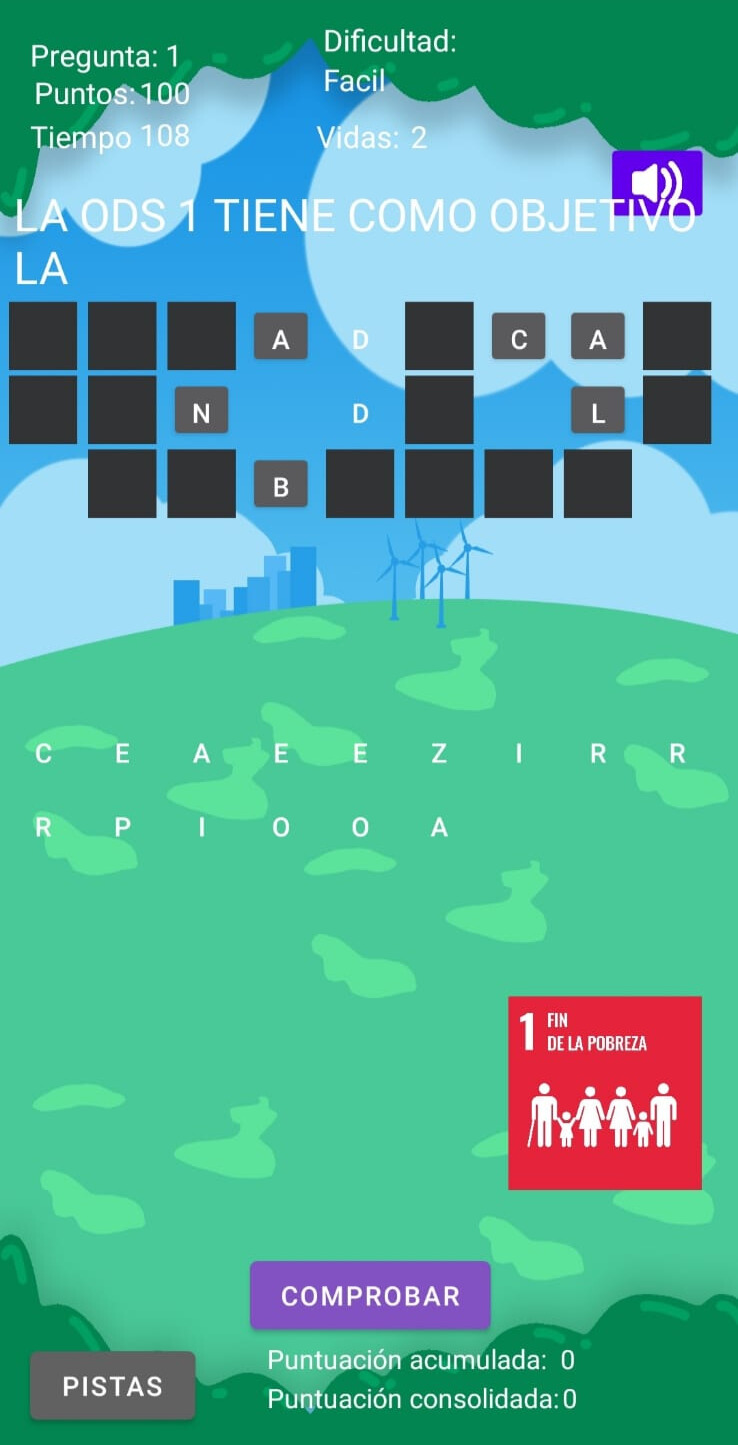 Pregunta: 1
Puntos: 100
Tiempo 108
Dificultad:
Facil
Vidas: 2
LA ODS 1 TIENE COMO OBJETIVO
LA
A D C A
N D L
B
C E A E E Z I R R
R P I O O A
1 FIN
DE LA POBREZA
COMPROBAR
PISTAS
Puntuación acumulada: 0
Puntuación consolidada:0